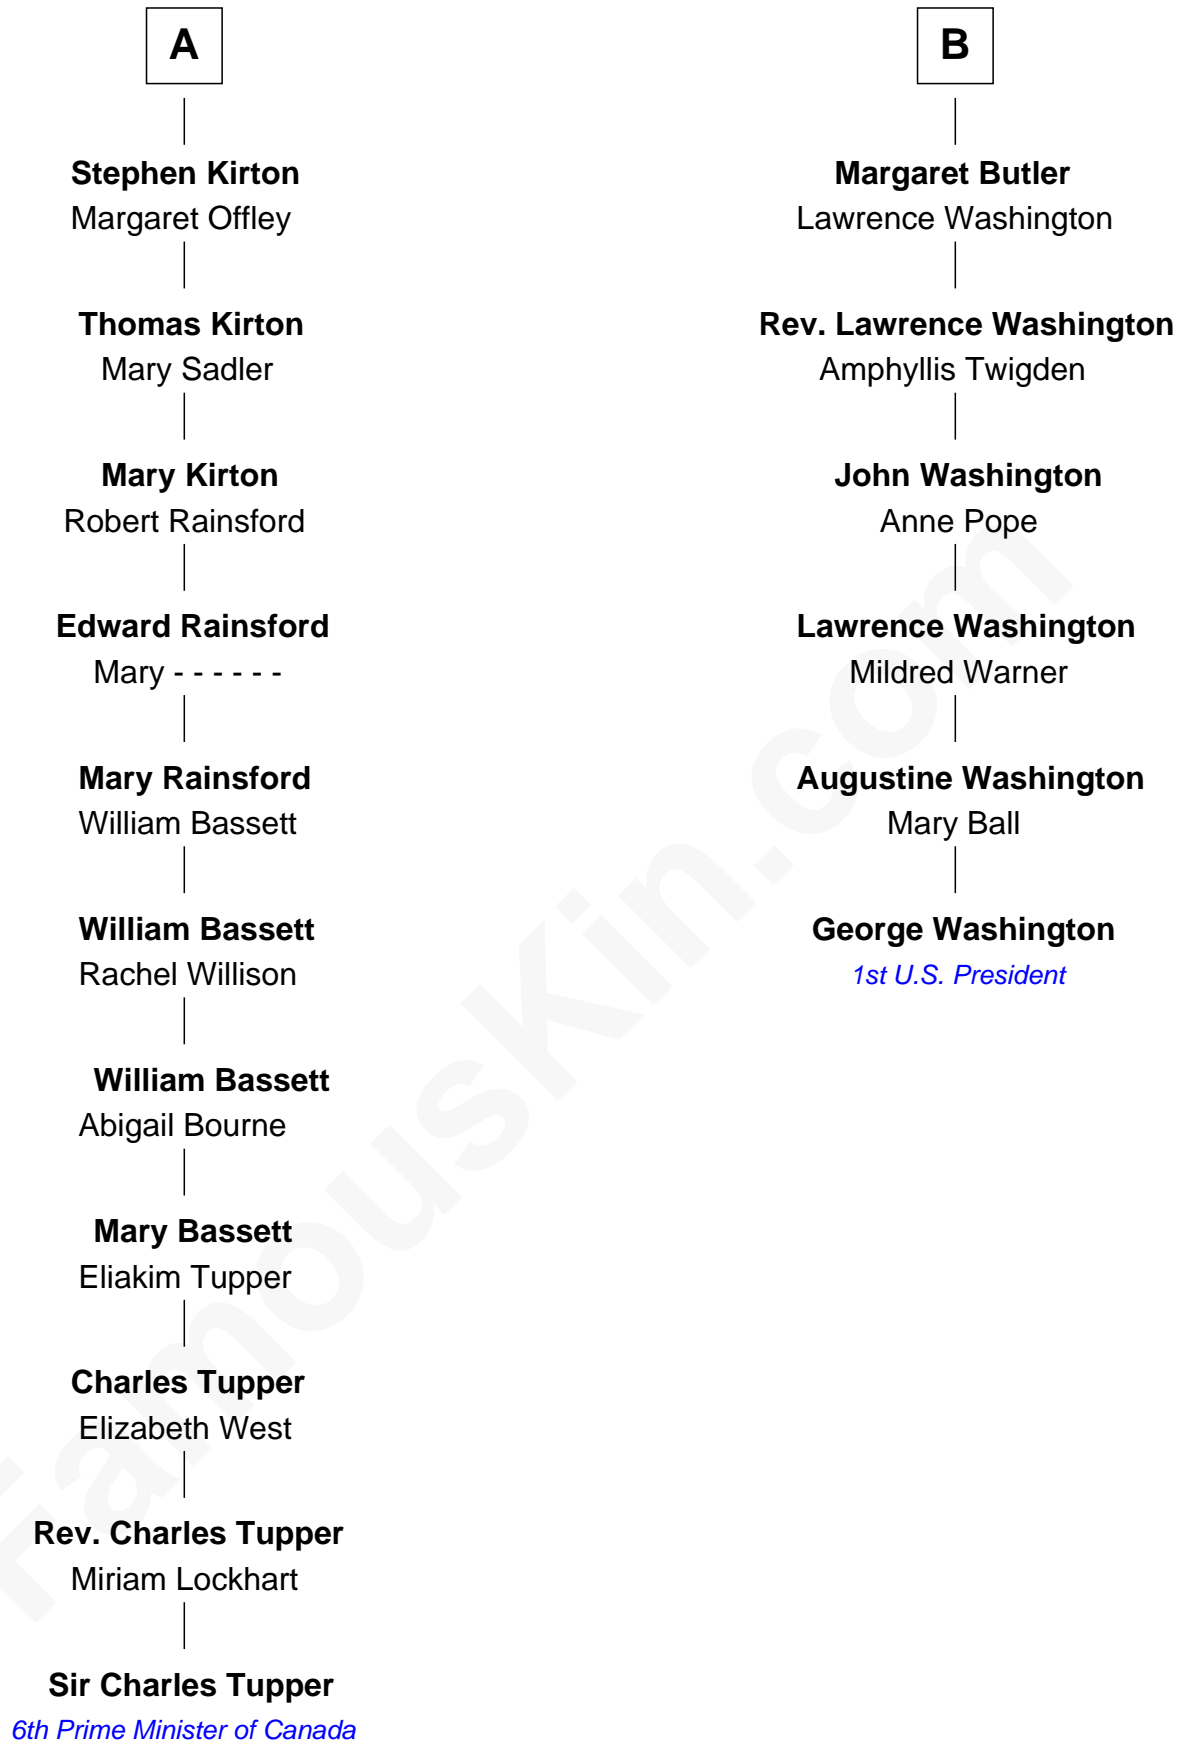 A
Stephen Kirton
Margaret Offley
Thomas Kirton
Mary Sadler
Mary Kirton
Robert Rainsford
Edward Rainsford
Mary - - - - - -
Mary Rainsford
William Bassett
William Bassett
Rachel Willison
William Bassett
Abigail Bourne
Mary Bassett
Eliakim Tupper
Charles Tupper
Elizabeth West
Rev. Charles Tupper
Miriam Lockhart
Sir Charles Tupper
6th Prime Minister of Canada
B
Margaret Butler
Lawrence Washington
Rev. Lawrence Washington
Amphyllis Twigden
John Washington
Anne Pope
Lawrence Washington
Mildred Warner
Augustine Washington
Mary Ball
George Washington
1st U.S. President
FamousKin.com